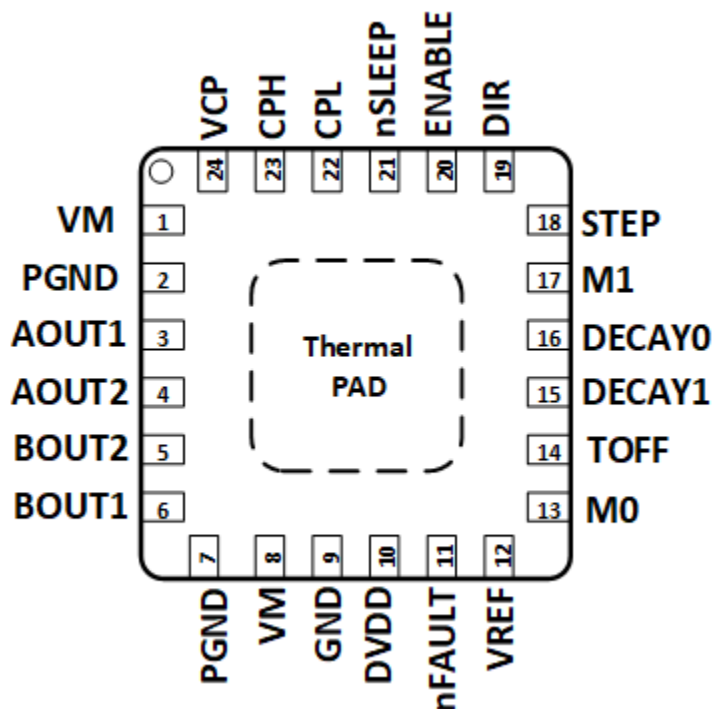 VCP
CPH
CPL
nSLEEP
ENABLE
DIR
24
23
22
21
20
19
VM 1
PGND 2
AOUT1 3
AOUT2 4
BOUT2 5
BOUT1 6
Thermal
PAD
18 STEP
17 M1
16 DECAY0
15 DECAY1
14 TOFF
13 M0
7
8
9
10
11
12
PGND
VM
GND
DVDD
nFAULT
VREF